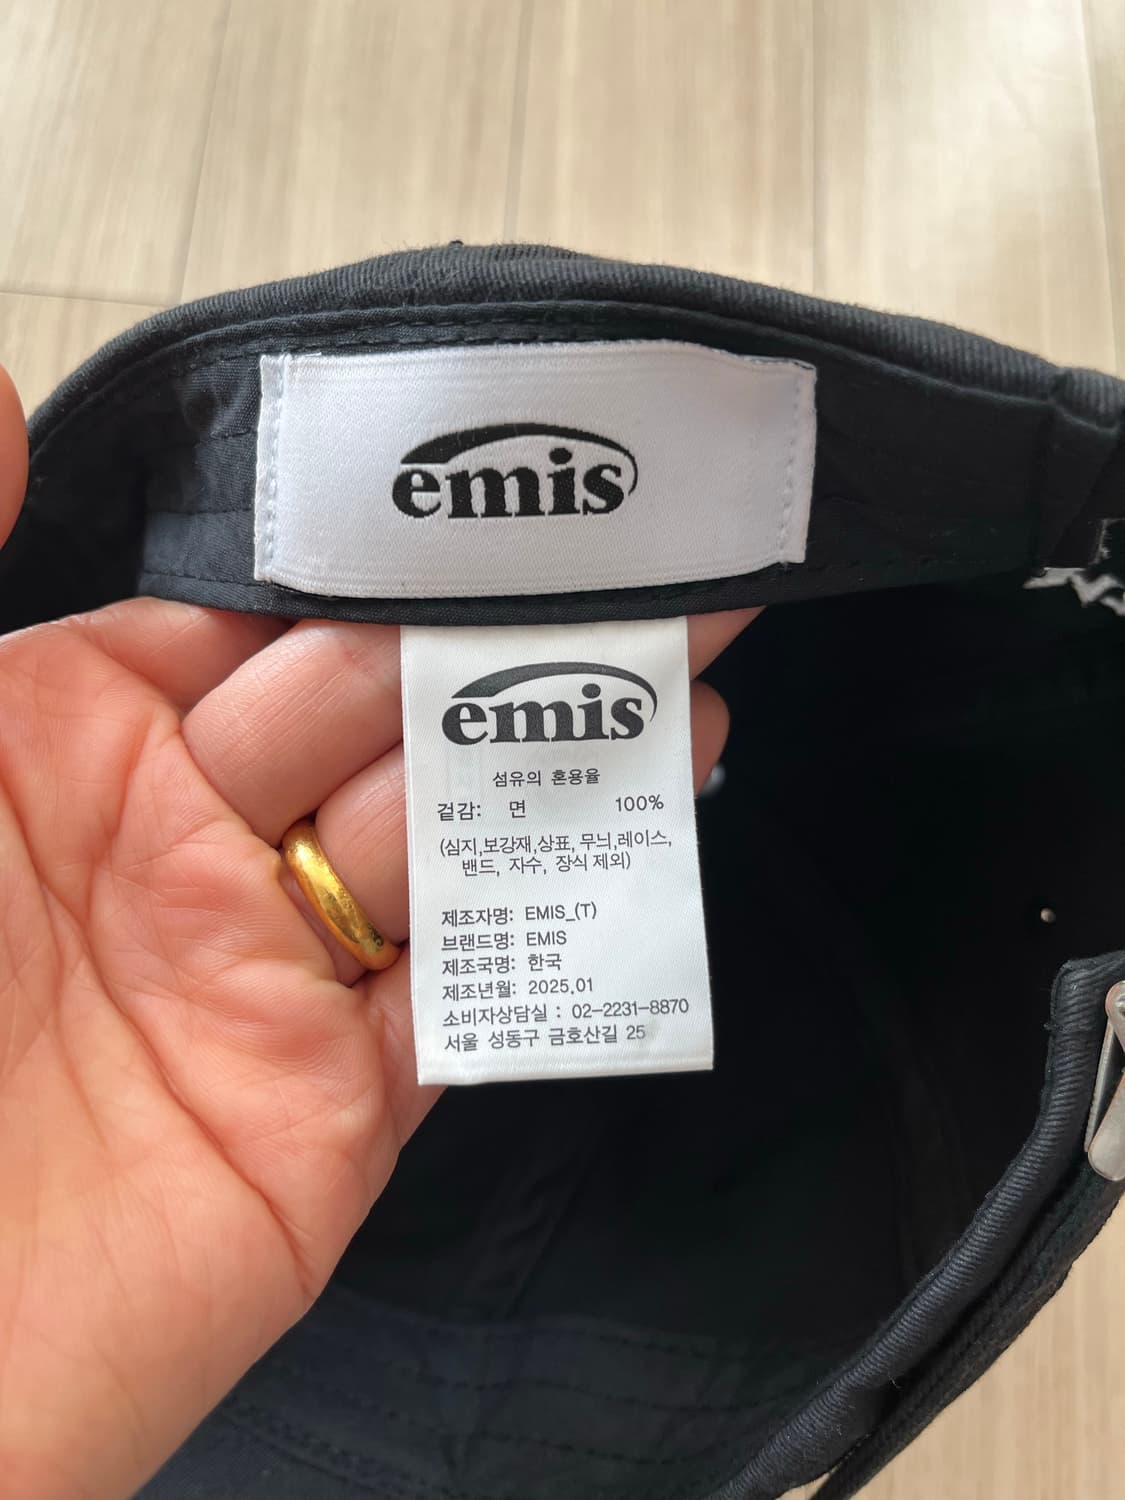 emis
emis
섬유의 혼용율
겉감: 면 100%
(심지,보강재,상표, 무늬,레이스,
밴드, 자수, 장식 제외)
제조자명: EMIS_(T)
브랜드명: EMIS
제조국명: 한국
제조년월: 2025.01
소비자상담실 : 02-2231-8870
서울 성동구 금호산길 25